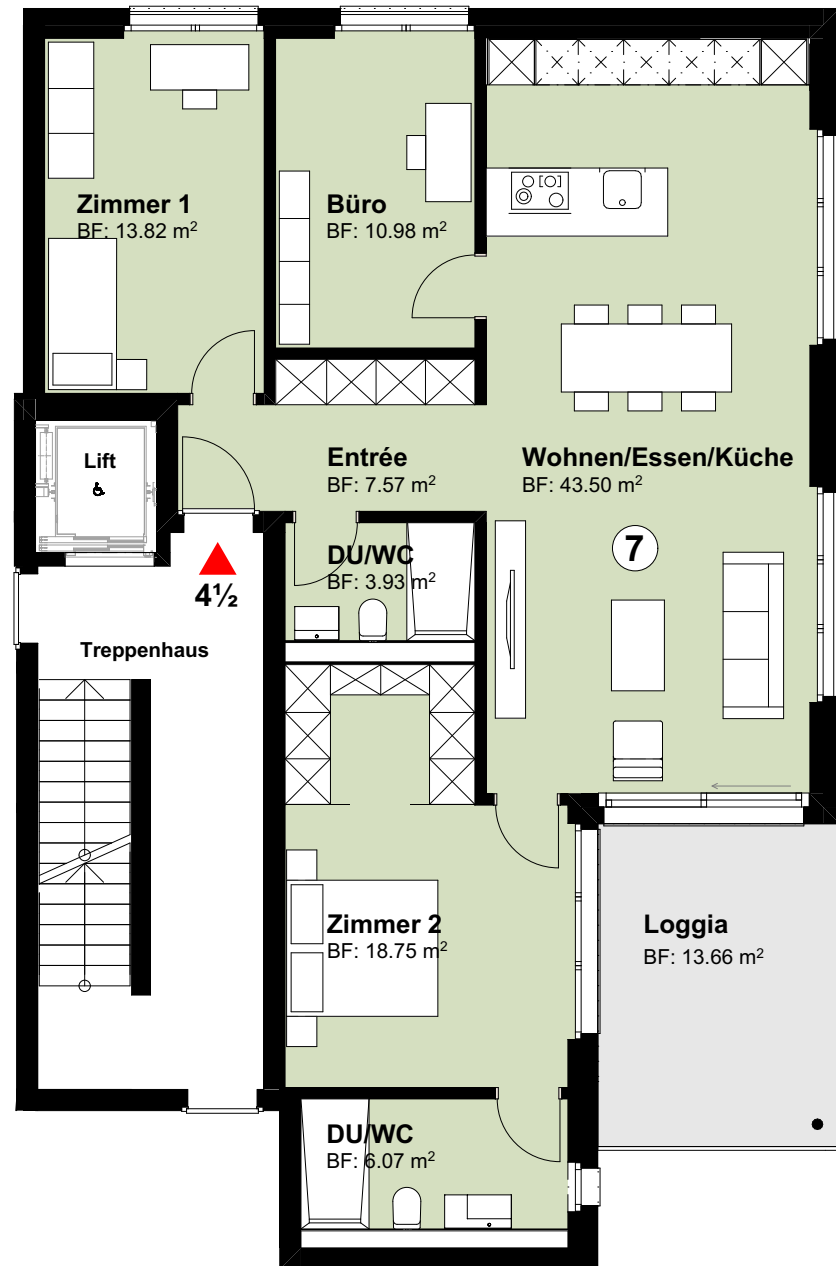 Zimmer 1
BF: 13.82 m²
Büro
BF: 10.98 m²
Lift
Entrée
BF: 7.57 m²
Wohnen/Essen/Küche
BF: 43.50 m²
DU/WC
BF: 3.93 m²
7
4½
Treppenhaus
Zimmer 2
BF: 18.75 m²
Loggia
BF: 13.66 m²
DU/WC
BF: 6.07 m²